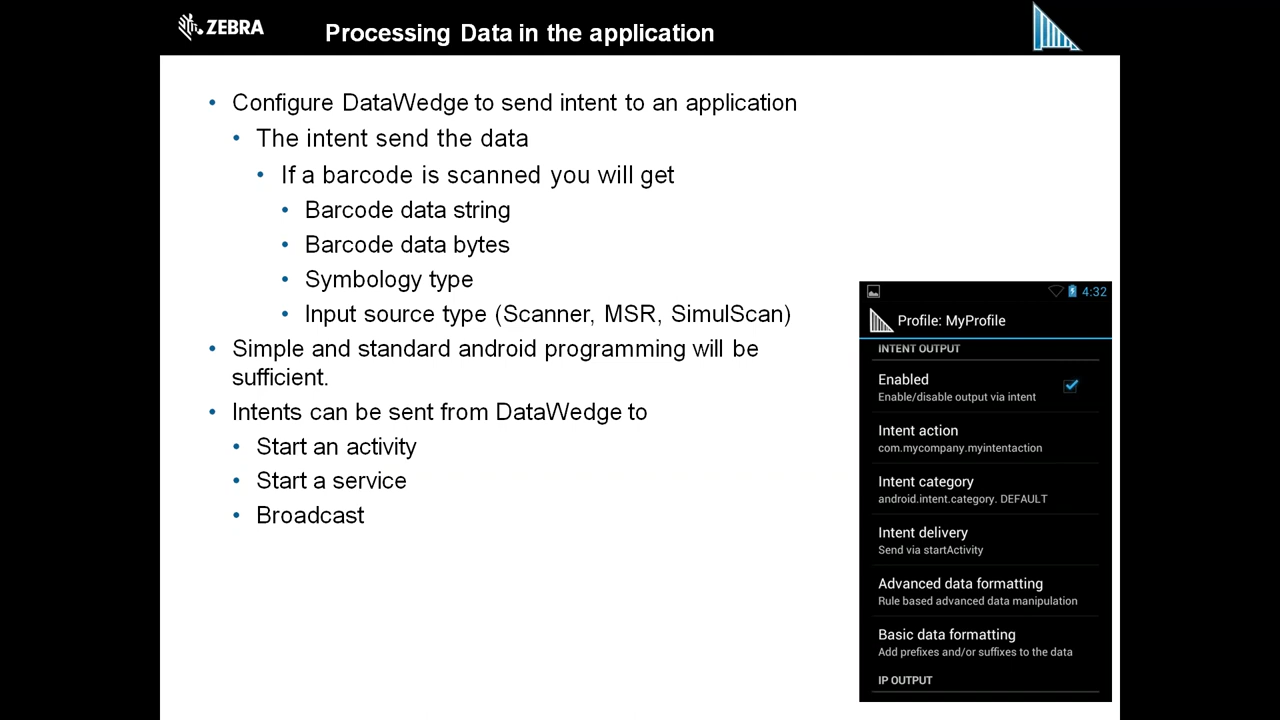 ZEBRA
Processing Data in the application
• Configure DataWedge to send intent to an application
• The intent send the data
• If a barcode is scanned you will get
• Barcode data string
• Barcode data bytes
• Symbology type
• Input source type (Scanner, MSR, SimulScan)
• Simple and standard android programming will be
sufficient.
• Intents can be sent from DataWedge to
• Start an activity
• Start a service
• Broadcast
4:32
Profile: MyProfile
INTENT OUTPUT
Enabled
Enable/disable output via intent
Intent action
com.mycompany.myintentaction
Intent category
android.intent.category. DEFAULT
Intent delivery
Send via startActivity
Advanced data formatting
Rule based advanced data manipulation
Basic data formatting
Add prefixes and/or suffixes to the data
IP OUTPUT